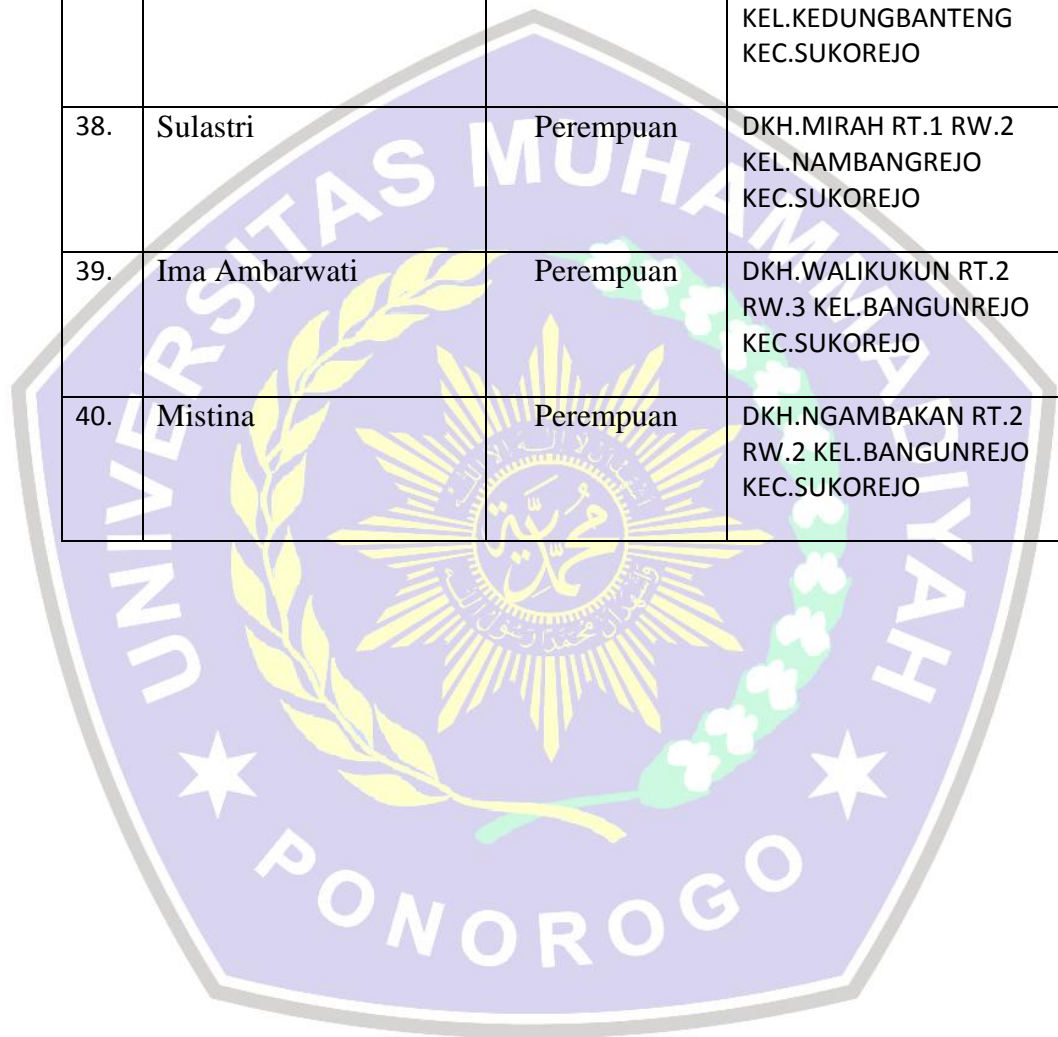 KEL.KEDUNGBANTENG
KEC.SUKOREJO
38. Sulastri Perempuan DKH.MIRAH RT.1 RW.2
KEL.NAMBANGREJO
KEC.SUKOREJO
39. Ima Ambarwati Perempuan DKH.WALIKUKUN RT.2
RW.3 KEL.BANGUNREJO
KEC.SUKOREJO
40. Mistina Perempuan DKH.NGAMBAKAN RT.2
RW.2 KEL.BANGUNREJO
KEC.SUKOREJO
UNIVERSITAS MUHAMMADIYAH
PONOROGO